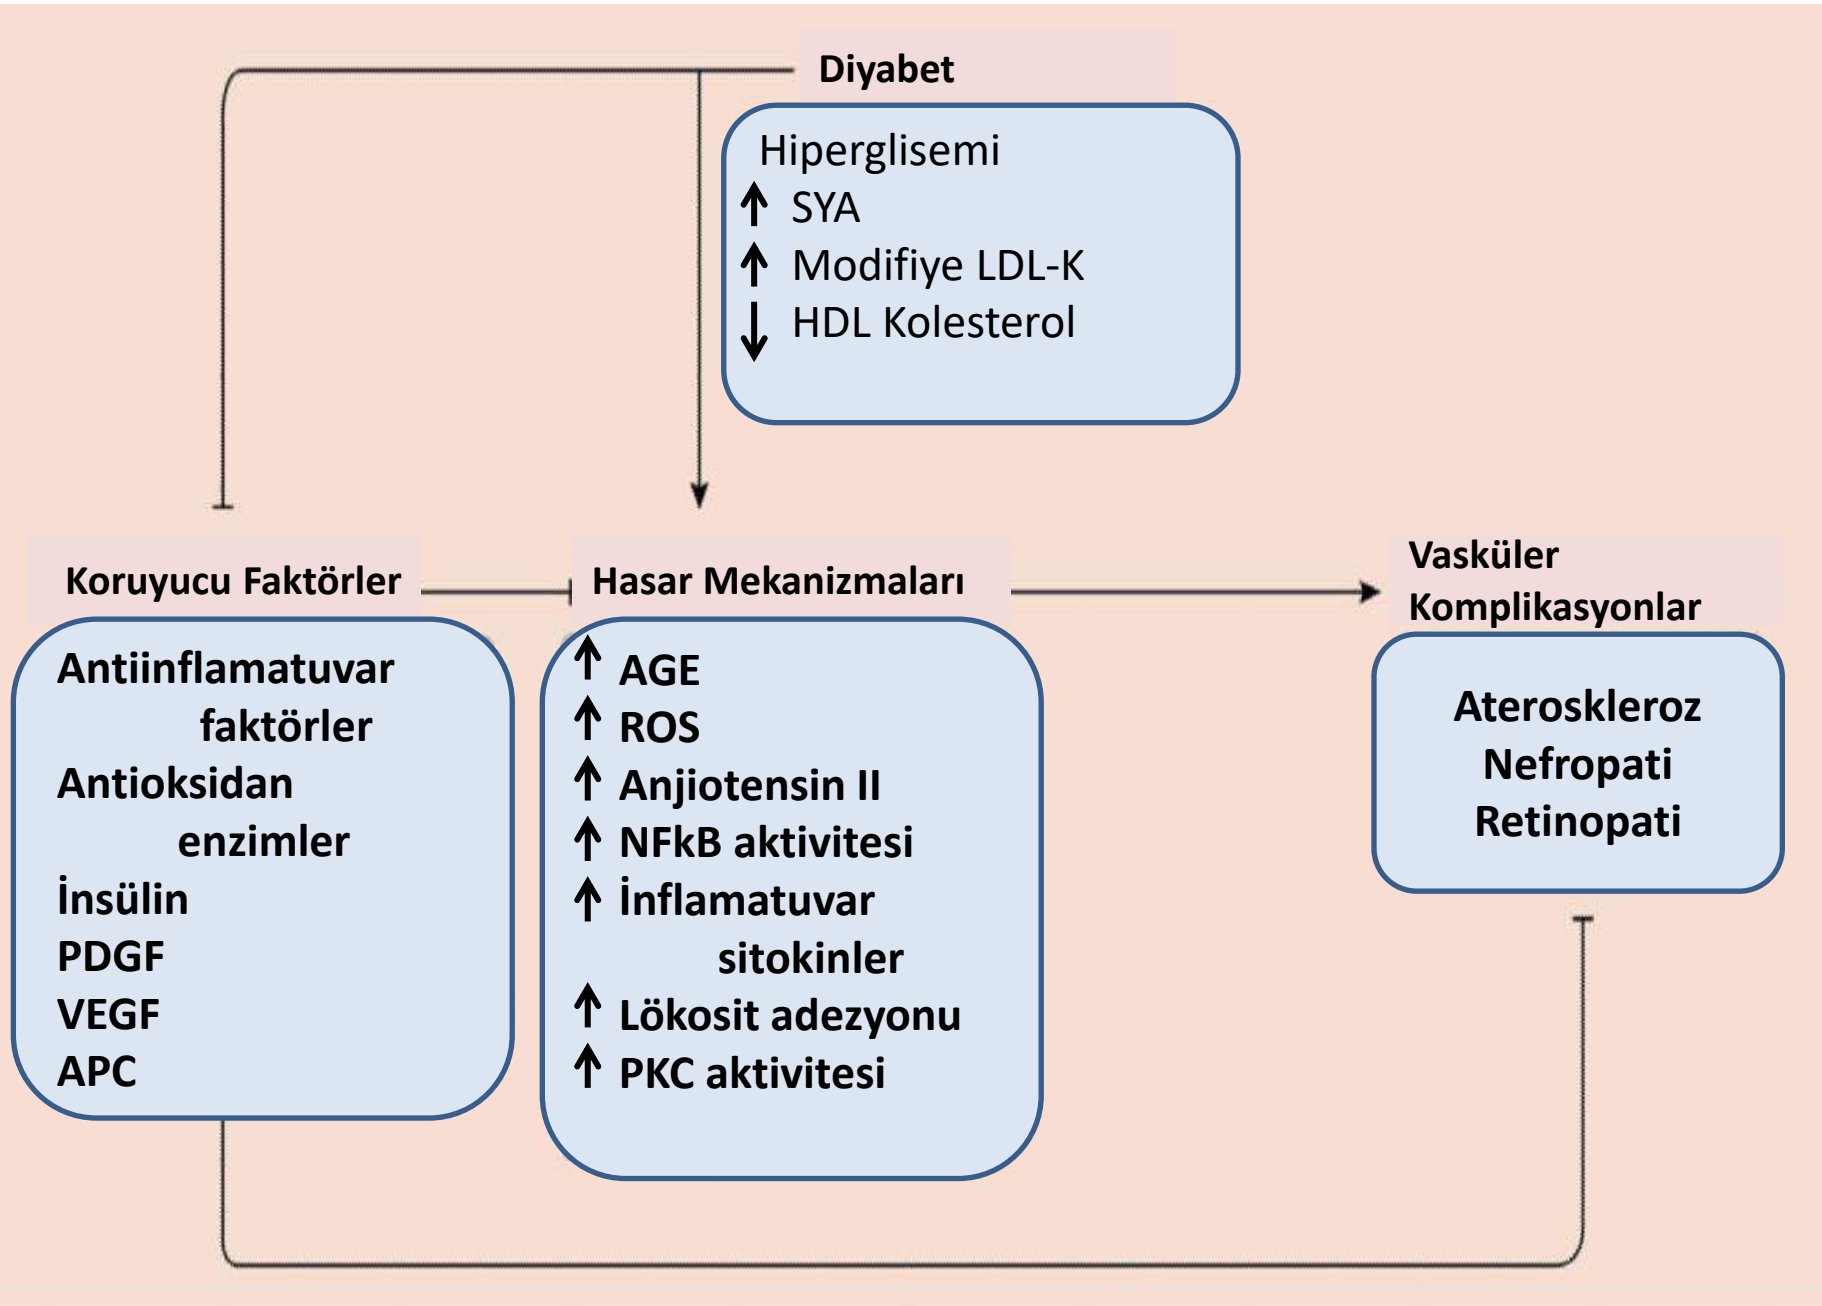 Diyabet
Hiperglisemi
↑ SYA
↑ Modifiye LDL-K
↓ HDL Kolesterol
Koruyucu Faktörler
Antiinflamatuvar
faktörler
Antioksidan
enzimler
İnsülin
PDGF
VEGF
APC
Hasar Mekanizmaları
↑ AGE
↑ ROS
↑ Anjiotensin II
↑ NFkB aktivitesi
↑ İnflamatuvar
sitokinler
↑ Lökosit adezyonu
↑ PKC aktivitesi
Vasküler
Komplikasyonlar
Ateroskleroz
Nefropati
Retinopati